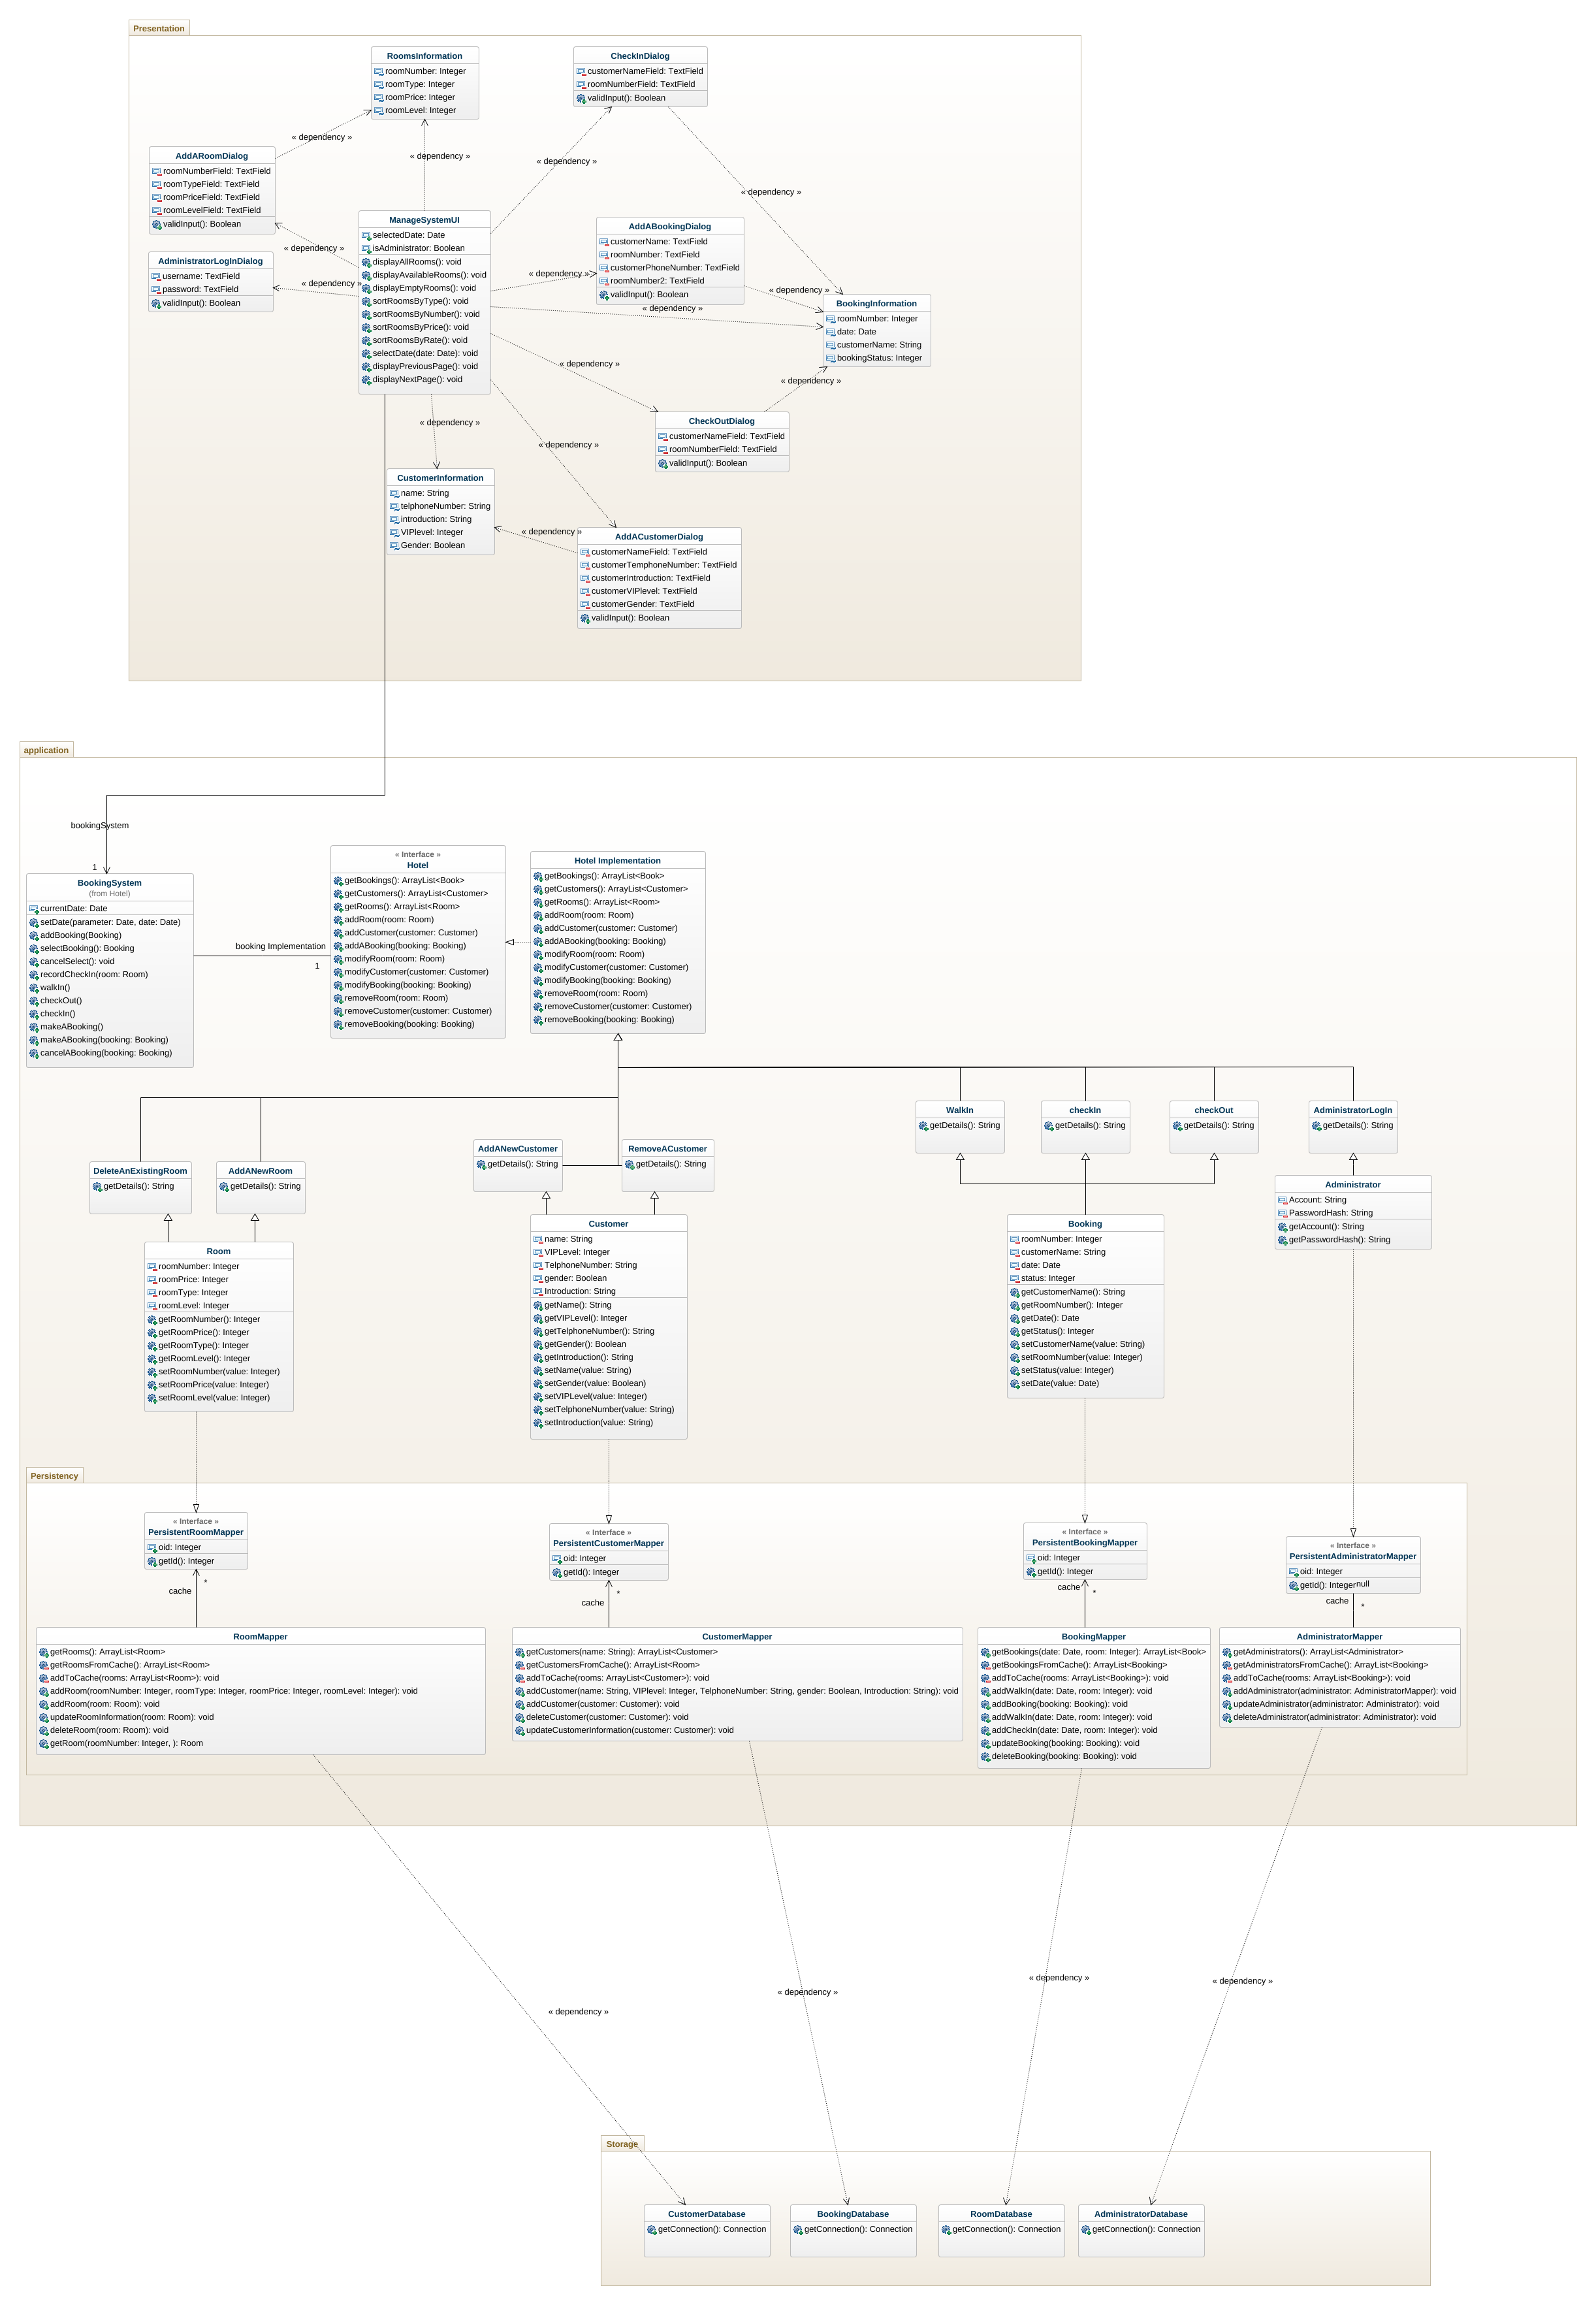 Presentation
RoomsInformation
roomNumber: Integer
roomType: Integer
roomPrice: Integer
roomLevel: Integer
CheckInDialog
customerNameField: TextField
roomNumberField: TextField
validInput(): Boolean
« dependency »
« dependency »
« dependency »
« dependency »
AddARoomDialog
roomNumberField: TextField
roomTypeField: TextField
roomPriceField: TextField
roomLevelField: TextField
validInput(): Boolean
ManageSystemUI
selectedDate: Date
isAdministrator: Boolean
displayAllRooms(): void
displayAvailableRooms(): void
displayEmptyRooms(): void
sortRoomsByType(): void
sortRoomsByNumber(): void
sortRoomsByPrice(): void
sortRoomsByRate(): void
selectDate(date: Date): void
displayPreviousPage(): void
displayNextPage(): void
AddABookingDialog
customerName: TextField
roomNumber: TextField
customerPhoneNumber: TextField
roomNumber2: TextField
validInput(): Boolean
« dependency »
AdministratorLogInDialog
username: TextField
password: TextField
validInput(): Boolean
« dependency »
« dependency »
« dependency »
« dependency »
BookingInformation
roomNumber: Integer
date: Date
customerName: String
bookingStatus: Integer
« dependency »
« dependency »
CheckOutDialog
customerNameField: TextField
roomNumberField: TextField
validInput(): Boolean
« dependency »
« dependency »
CustomerInformation
name: String
telphoneNumber: String
introduction: String
VIPlevel: Integer
Gender: Boolean
« dependency »
AddACustomerDialog
customerNameField: TextField
customerTemphoneNumber: TextField
customerIntroduction: TextField
customerVIPlevel: TextField
customerGender: TextField
validInput(): Boolean
application
bookingSystem
1
BookingSystem
(from Hotel)
currentDate: Date
setDate(parameter: Date, date: Date)
addBooking(Booking)
selectBooking(): Booking
cancelSelect(): void
recordCheckIn(room: Room)
walkIn()
checkOut()
checkIn()
makeABooking()
makeABooking(booking: Booking)
cancelABooking(booking: Booking)
booking Implementation
1
« Interface »
Hotel
getBookings(): ArrayList<Book>
getCustomers(): ArrayList<Customer>
getRooms(): ArrayList<Room>
addRoom(room: Room)
addCustomer(customer: Customer)
addABooking(booking: Booking)
modifyRoom(room: Room)
modifyCustomer(customer: Customer)
modifyBooking(booking: Booking)
removeRoom(room: Room)
removeCustomer(customer: Customer)
removeBooking(booking: Booking)
Hotel Implementation
getBookings(): ArrayList<Book>
getCustomers(): ArrayList<Customer>
getRooms(): ArrayList<Room>
addRoom(room: Room)
addCustomer(customer: Customer)
addABooking(booking: Booking)
modifyRoom(room: Room)
modifyCustomer(customer: Customer)
modifyBooking(booking: Booking)
removeRoom(room: Room)
removeCustomer(customer: Customer)
removeBooking(booking: Booking)
WalkIn
getDetails(): String
checkIn
getDetails(): String
checkOut
getDetails(): String
AdministratorLogIn
getDetails(): String
DeleteAnExistingRoom
getDetails(): String
AddANewRoom
getDetails(): String
AddANewCustomer
getDetails(): String
RemoveACustomer
getDetails(): String
Administrator
Account: String
PasswordHash: String
getAccount(): String
getPasswordHash(): String
Room
roomNumber: Integer
roomPrice: Integer
roomType: Integer
roomLevel: Integer
getRoomNumber(): Integer
getRoomPrice(): Integer
getRoomType(): Integer
getRoomLevel(): Integer
setRoomNumber(value: Integer)
setRoomPrice(value: Integer)
setRoomLevel(value: Integer)
Customer
name: String
VIPLevel: Integer
TelphoneNumber: String
gender: Boolean
Introduction: String
getName(): String
getVIPLevel(): Integer
getTelphoneNumber(): String
getGender(): Boolean
getIntroduction(): String
setName(value: String)
setGender(value: Boolean)
setVIPLevel(value: Integer)
setTelphoneNumber(value: String)
setIntroduction(value: String)
Booking
roomNumber: Integer
customerName: String
date: Date
status: Integer
getCustomerName(): String
getRoomNumber(): Integer
getDate(): Date
getStatus(): Integer
setCustomerName(value: String)
setRoomNumber(value: Integer)
setStatus(value: Integer)
setDate(value: Date)
Persistency
« Interface »
PersistentRoomMapper
oid: Integer
getId(): Integer
cache
*
« Interface »
PersistentCustomerMapper
oid: Integer
getId(): Integer
cache
*
« Interface »
PersistentBookingMapper
oid: Integer
getId(): Integer
cache
*
« Interface »
PersistentAdministratorMapper
oid: Integer
getId(): Integer
null
cache
*
RoomMapper
getRooms(): ArrayList<Room>
getRoomsFromCache(): ArrayList<Room>
addToCache(rooms: ArrayList<Room>): void
addRoom(roomNumber: Integer, roomType: Integer, roomPrice: Integer, roomLevel: Integer): void
addRoom(room: Room): void
updateRoomInformation(room: Room): void
deleteRoom(room: Room): void
getRoom(roomNumber: Integer, ): Room
CustomerMapper
getCustomers(name: String): ArrayList<Customer>
getCustomersFromCache(): ArrayList<Room>
addToCache(rooms: ArrayList<Customer>): void
addCustomer(name: String, VIPlevel: Integer, TelphoneNumber: String, gender: Boolean, Introduction: String): void
addCustomer(customer: Customer): void
deleteCustomer(customer: Customer): void
updateCustomerInformation(customer: Customer): void
BookingMapper
getBookings(date: Date, room: Integer): ArrayList<Book>
getBookingsFromCache(): ArrayList<Booking>
addToCache(rooms: ArrayList<Booking>): void
addWalkIn(date: Date, room: Integer): void
addBooking(booking: Booking): void
addWalkIn(date: Date, room: Integer): void
addCheckIn(date: Date, room: Integer): void
updateBooking(booking: Booking): void
deleteBooking(booking: Booking): void
AdministratorMapper
getAdministrators(): ArrayList<Administrator>
getAdministratorsFromCache(): ArrayList<Booking>
addToCache(rooms: ArrayList<Booking>): void
addAdministrator(administrator: AdministratorMapper): void
updateAdministrator(administrator: Administrator): void
deleteAdministrator(administrator: Administrator): void
« dependency »
« dependency »
« dependency »
« dependency »
Storage
CustomerDatabase
getConnection(): Connection
BookingDatabase
getConnection(): Connection
RoomDatabase
getConnection(): Connection
AdministratorDatabase
getConnection(): Connection